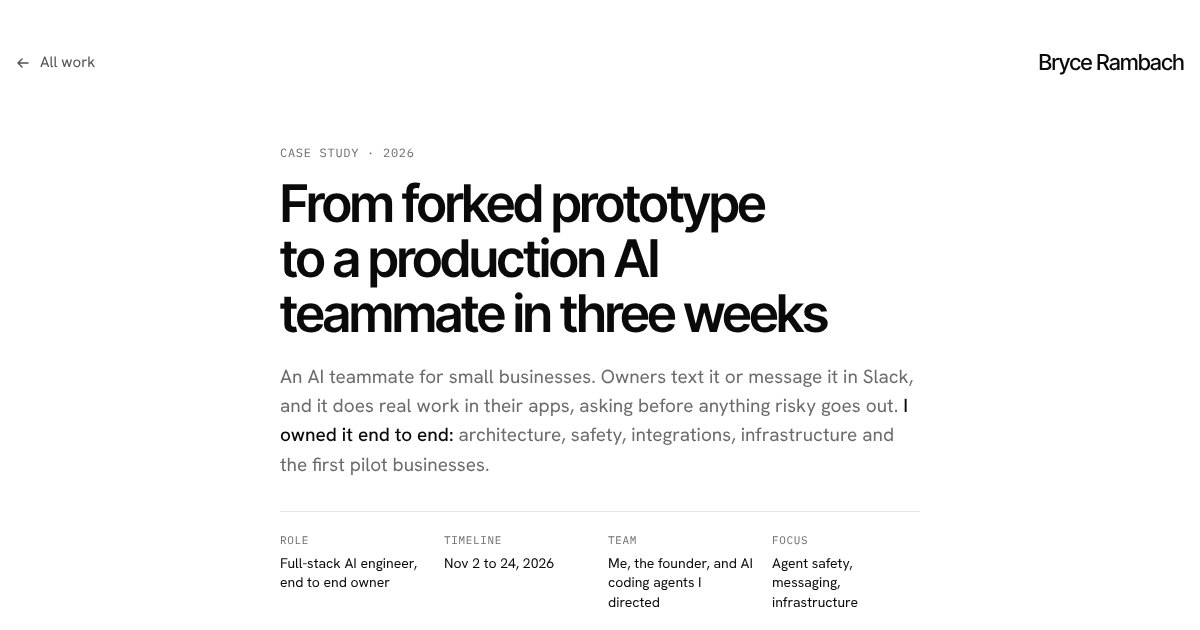 ← All work
Bryce Rambach
CASE STUDY · 2026
From forked prototype
to a production AI
teammate in three weeks
An AI teammate for small businesses. Owners text it or message it in Slack,
and it does real work in their apps, asking before anything risky goes out. I
owned it end to end: architecture, safety, integrations, infrastructure and
the first pilot businesses.
ROLE
Full-stack AI engineer,
end to end owner
TIMELINE
Nov 2 to 24, 2026
TEAM
Me, the founder, and AI
coding agents I
directed
FOCUS
Agent safety,
messaging,
infrastructure